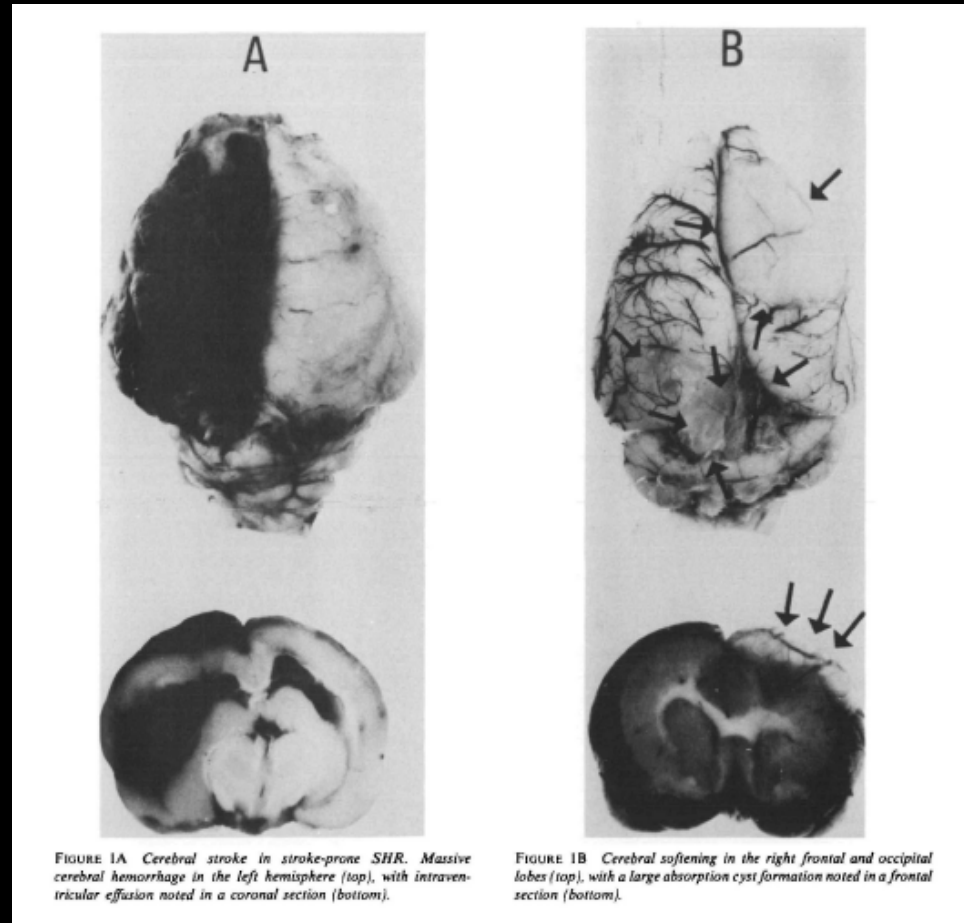 A
B
FIGURE 1A Cerebral stroke in stroke-prone SHR. Massive
cerebral hemorrhage in the left hemisphere (top), with intraven-
tricular effusion noted in a coronal section (bottom).
FIGURE 1B Cerebral softening in the right frontal and occipital
lobes (top), with a large absorption cyst formation noted in a frontal
section (bottom).